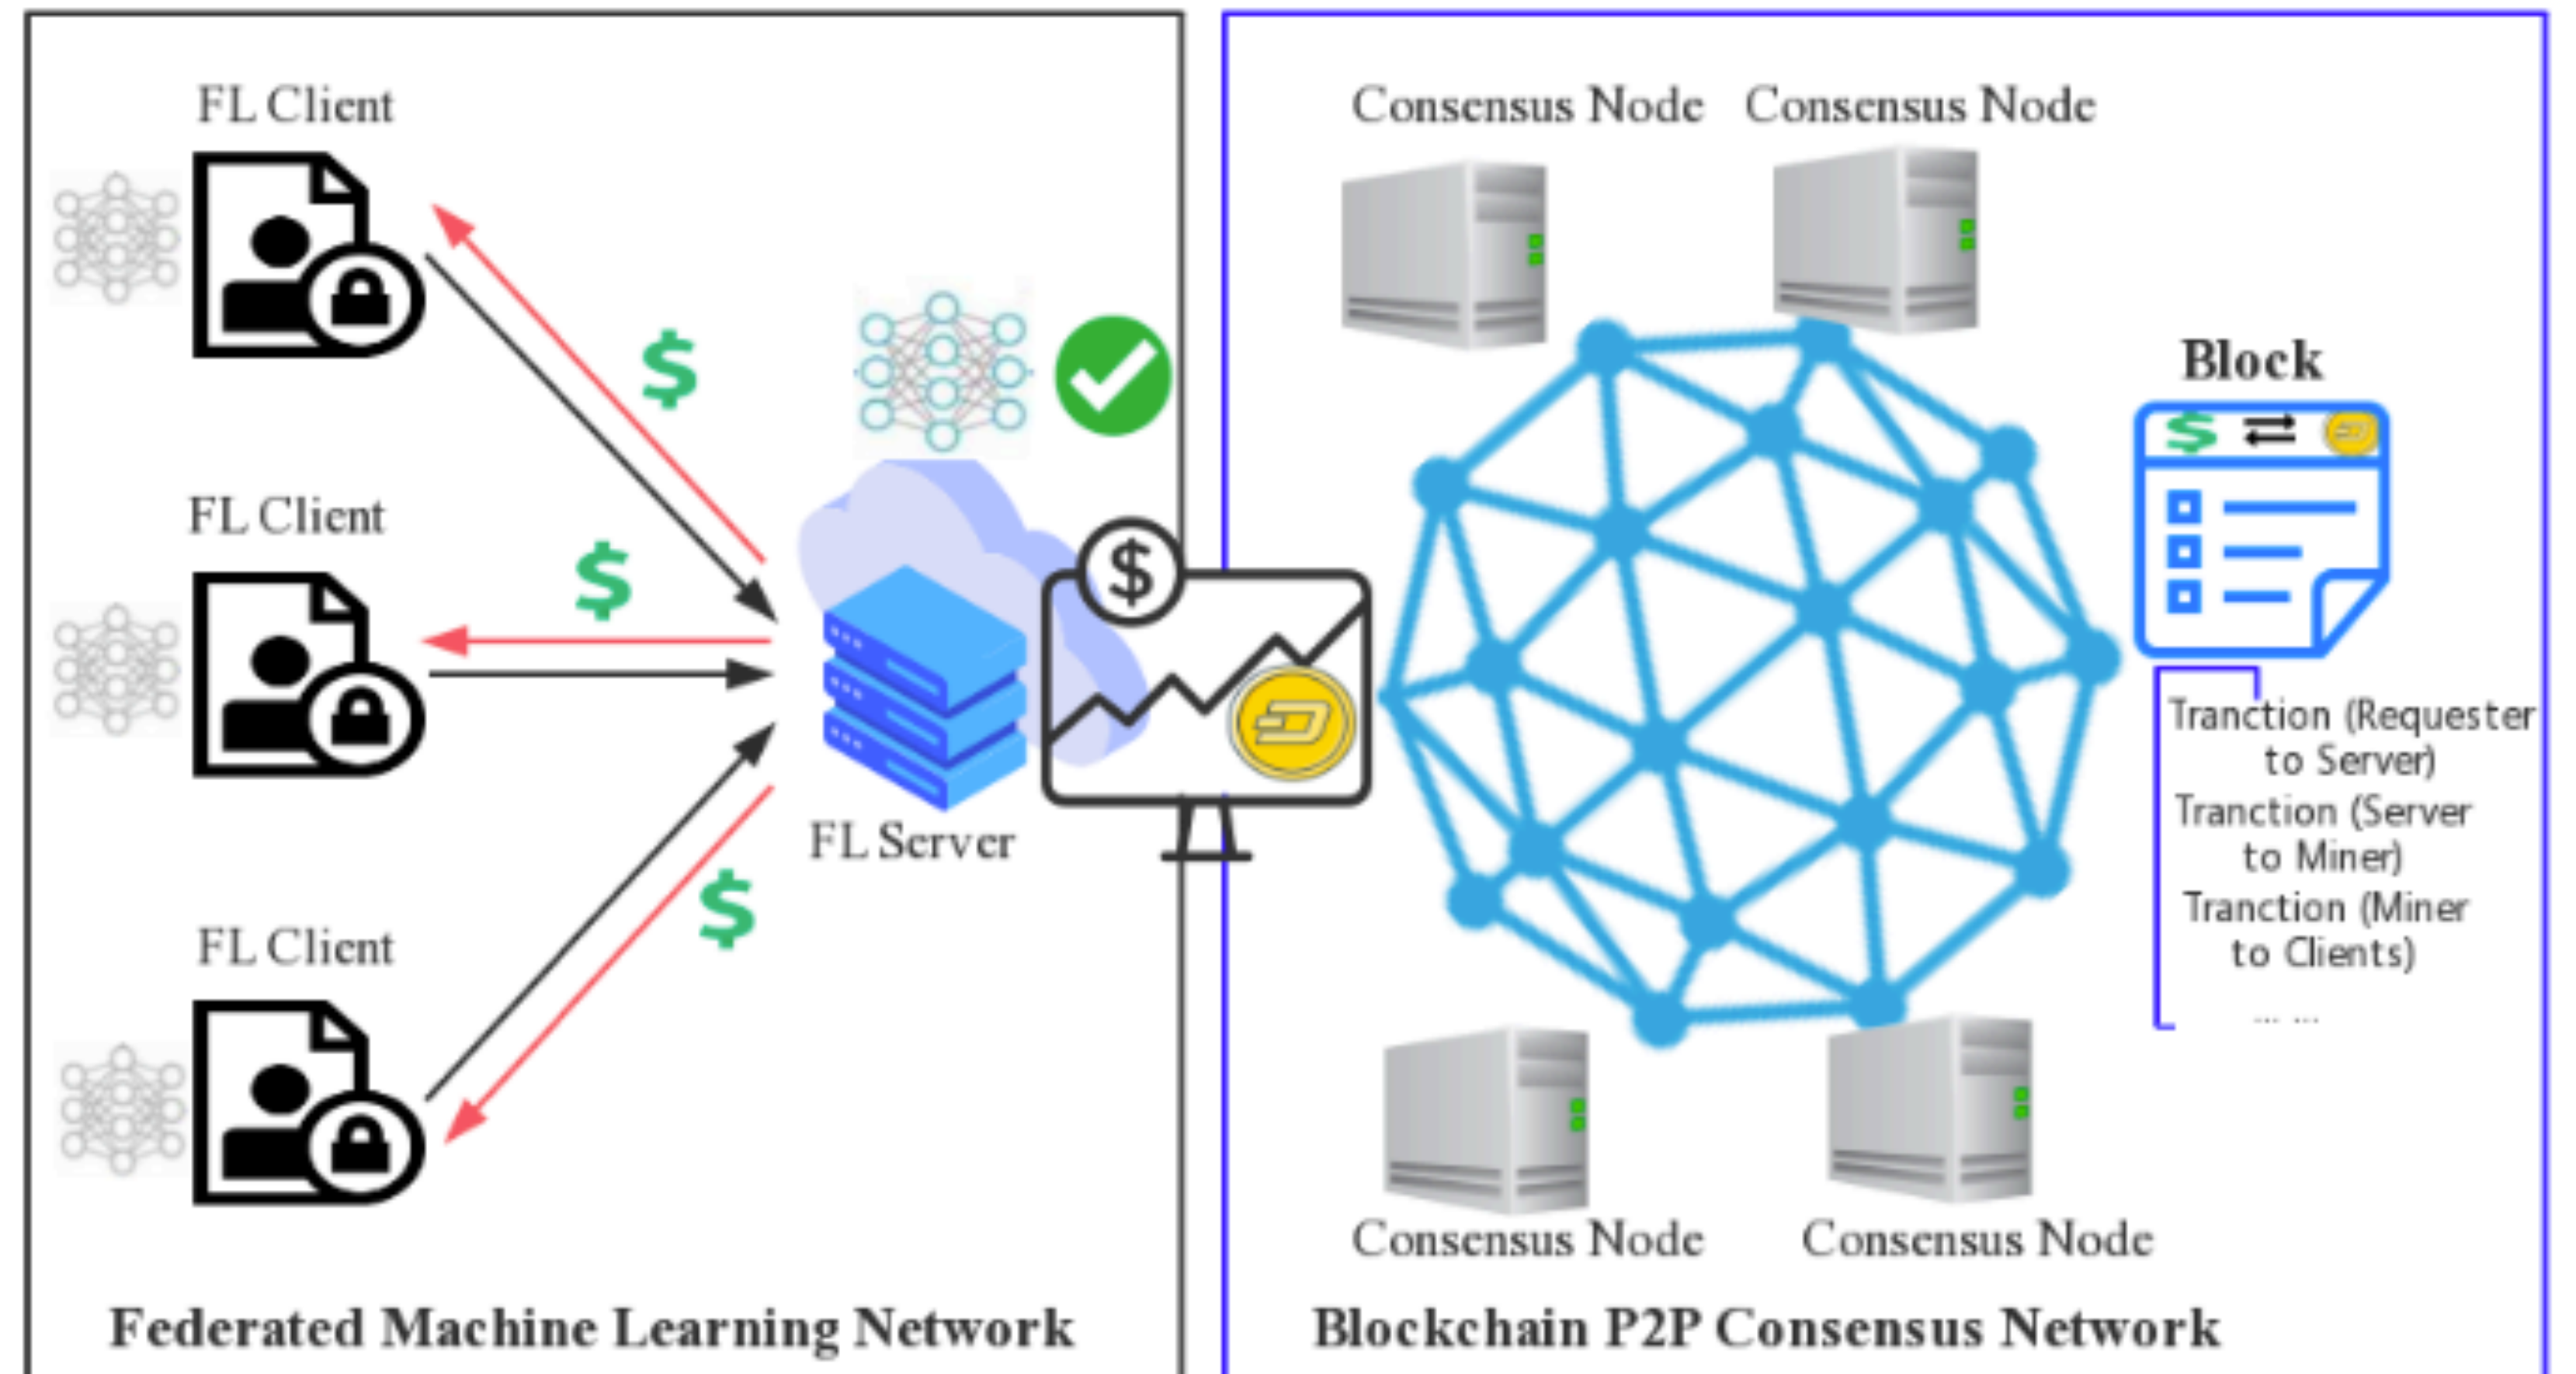 FL Client
FL Client
FL Client
$
$
$
FL Server
$
Federated Machine Learning Network
Consensus Node Consensus Node
Block
$
Tranction (Requester
to Server)
Tranction (Server
to Miner)
Tranction (Miner
to Clients)
... ...
Consensus Node Consensus Node
Blockchain P2P Consensus Network